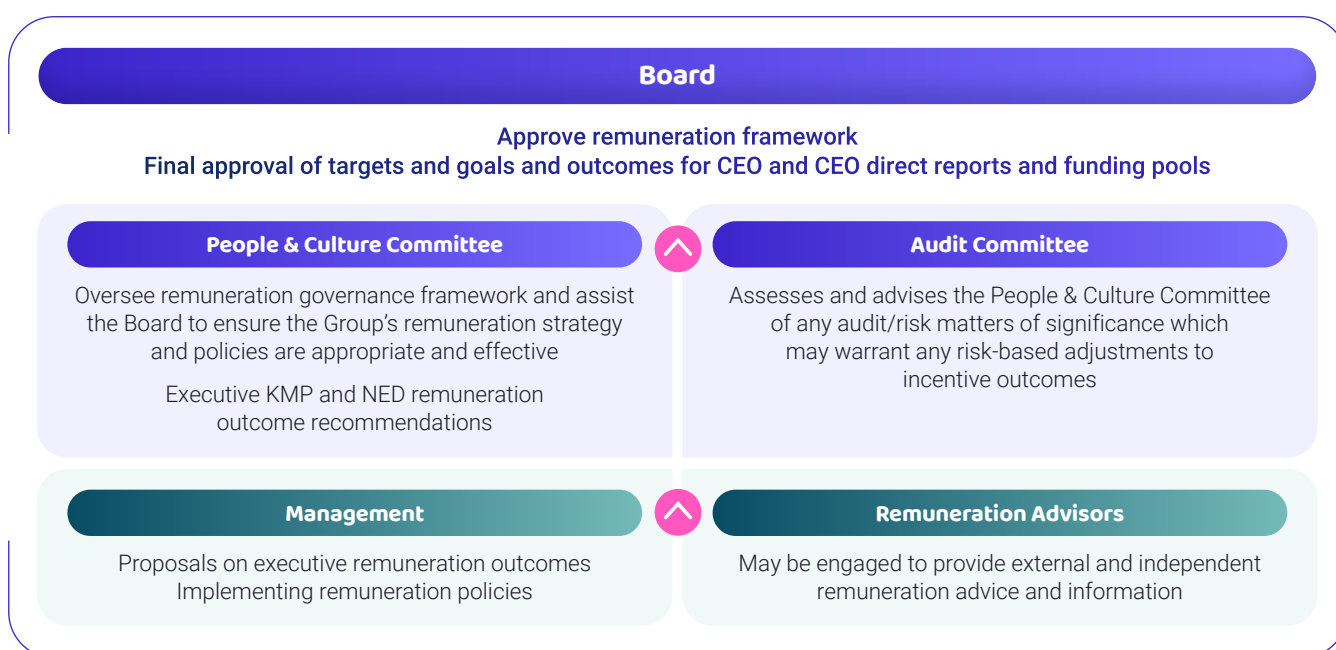 Board
Approve remuneration framework
Final approval of targets and goals and outcomes for CEO and CEO direct reports and funding pools
People & Culture Committee
Oversee remuneration governance framework and assist
the Board to ensure the Group's remuneration strategy
and policies are appropriate and effective
Executive KMP and NED remuneration
outcome recommendations
Audit Committee
Assesses and advises the People & Culture Committee
of any audit/risk matters of significance which
may warrant any risk-based adjustments to
incentive outcomes
Management
Proposals on executive remuneration outcomes
Implementing remuneration policies
Remuneration Advisors
May be engaged to provide external and independent
remuneration advice and information